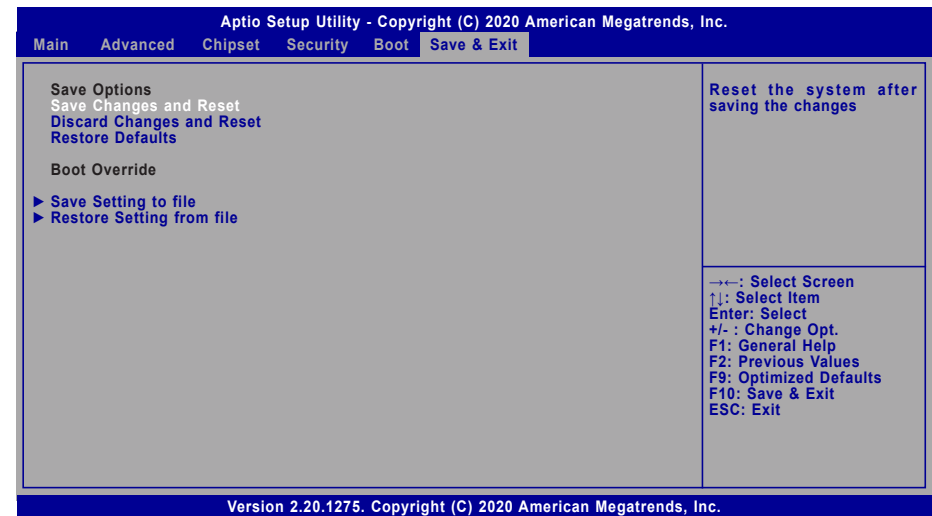 Aptio Setup Utility - Copyright (C) 2020 American Megatrends, Inc.
Main Advanced Chipset Security Boot Save & Exit
Save Options
Save Changes and Reset
Discard Changes and Reset
Restore Defaults
Boot Override
► Save Setting to file
► Restore Setting from file
Reset the system after
saving the changes
→←: Select Screen
↑↓: Select Item
Enter: Select
+/- : Change Opt.
F1: General Help
F2: Previous Values
F9: Optimized Defaults
F10: Save & Exit
ESC: Exit
Version 2.20.1275. Copyright (C) 2020 American Megatrends, Inc.